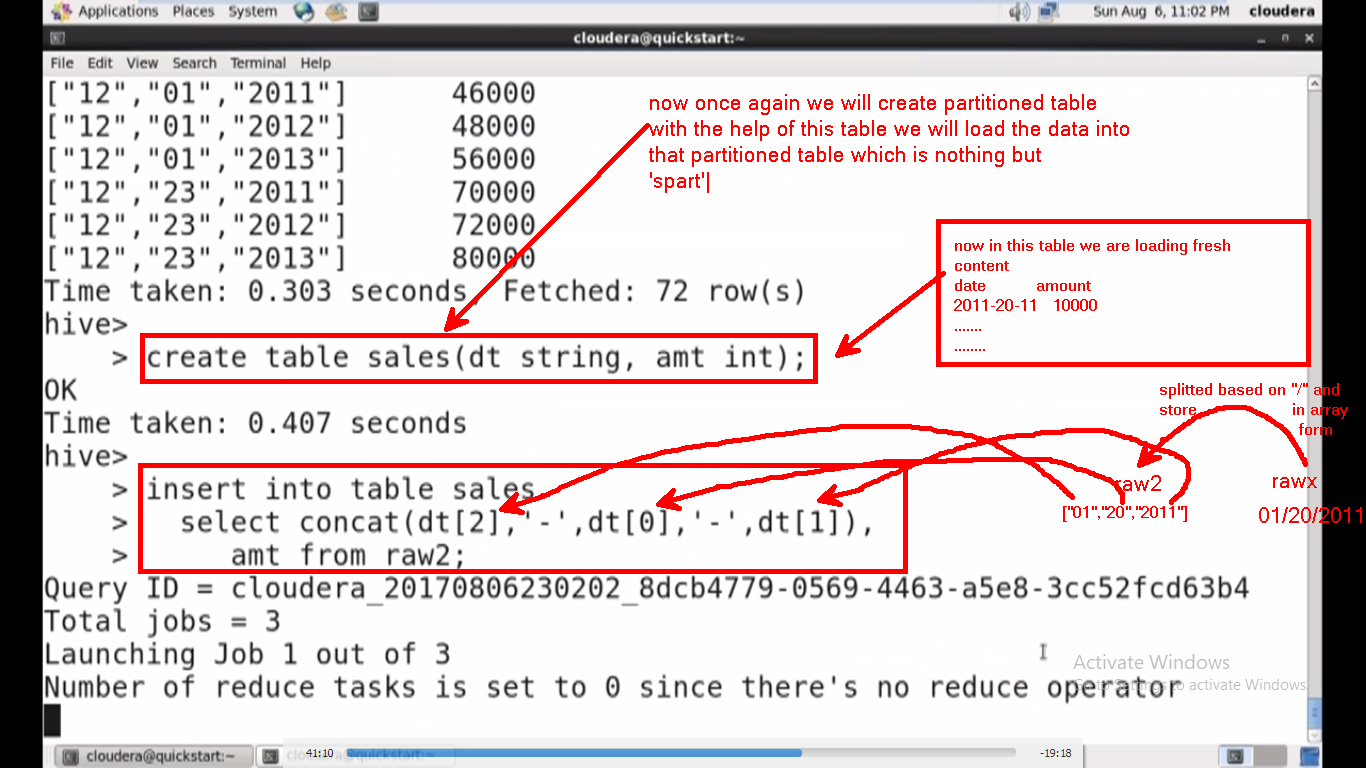 Applications Places System
Sun Aug 6, 11:02 PM cloudera
cloudera@quickstart:~
File Edit View Search Terminal Help
["12","01","2011"] 46000
["12","01","2012"] 48000
["12","01","2013"] 56000
["12","23","2011"] 70000
["12","23","2012"] 72000
["12","23","2013"] 80000
Time taken: 0.303 seconds, Fetched: 72 row(s)
hive>
> create table sales(dt string, amt int);
OK
Time taken: 0.407 seconds
hive>
> insert into table sales
> select concat(dt[2],'-',dt[0],'-',dt[1]),
> amt from raw2;
Query ID = cloudera_20170806230202_8dcb4779-0569-4463-a5e8-3cc52fcd63b4
Total jobs = 3
Launching Job 1 out of 3
Number of reduce tasks is set to 0 since there's no reduce operator
now once again we will create partitioned table
with the help of this table we will load the data into
that partitioned table which is nothing but
'spart'
now in this table we are loading fresh
content
date amount
2011-20-11 10000
.......
........
splitted based on "/" and
store in array
form
raw2
["01","20","2011"]
rawx
01/20/2011
Activate Windows
Go to Settings to activate Windows.
cloudera@quickstart:~
cloudera@quickstart:~
41:10
-19:18